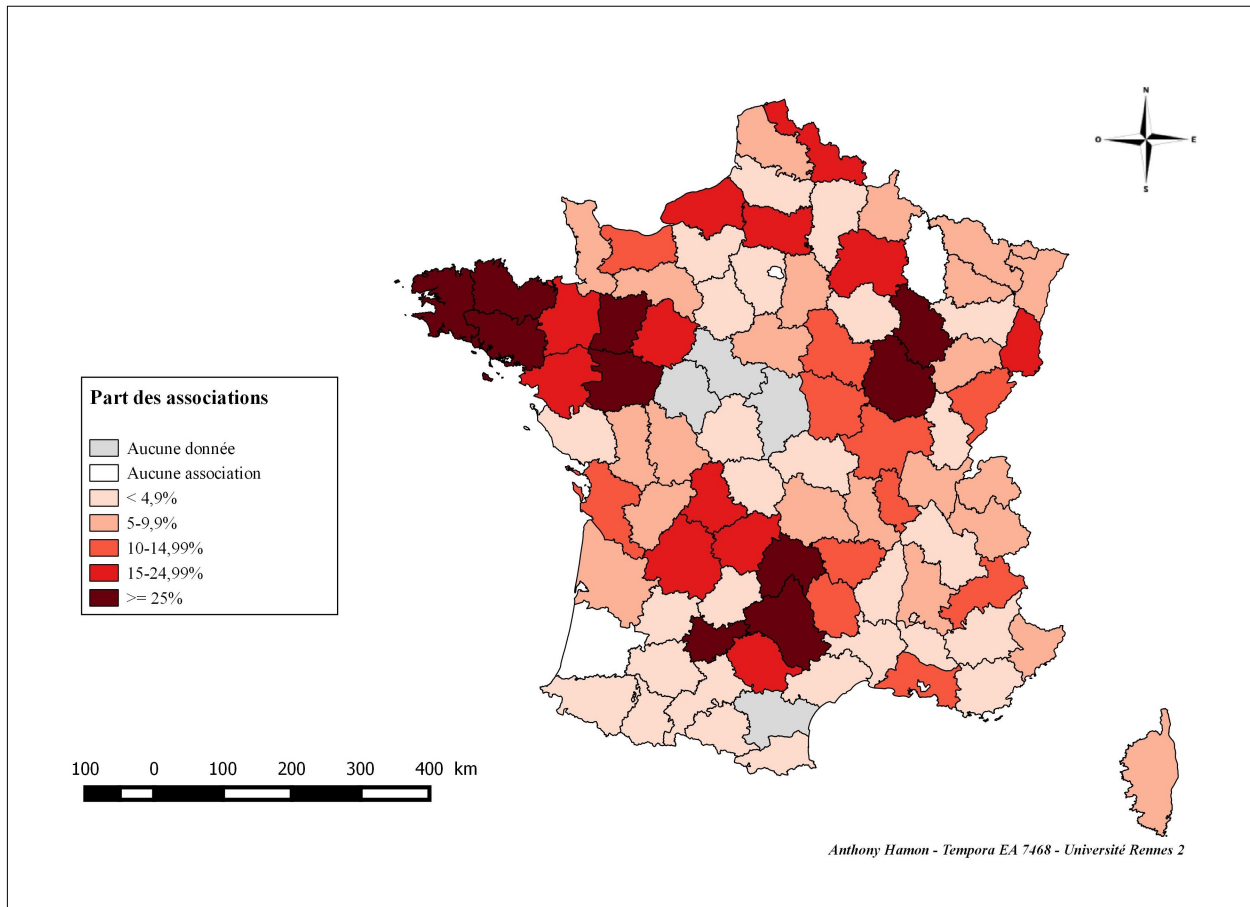 N
O E
S
Part des associations
Aucune donnée
Aucune association
< 4,9%
5-9,9%
10-14,99%
15-24,99%
>= 25%
100 0 100 200 300 400 km
Anthony Hamon - Tempora EA 7468 - Université Rennes 2